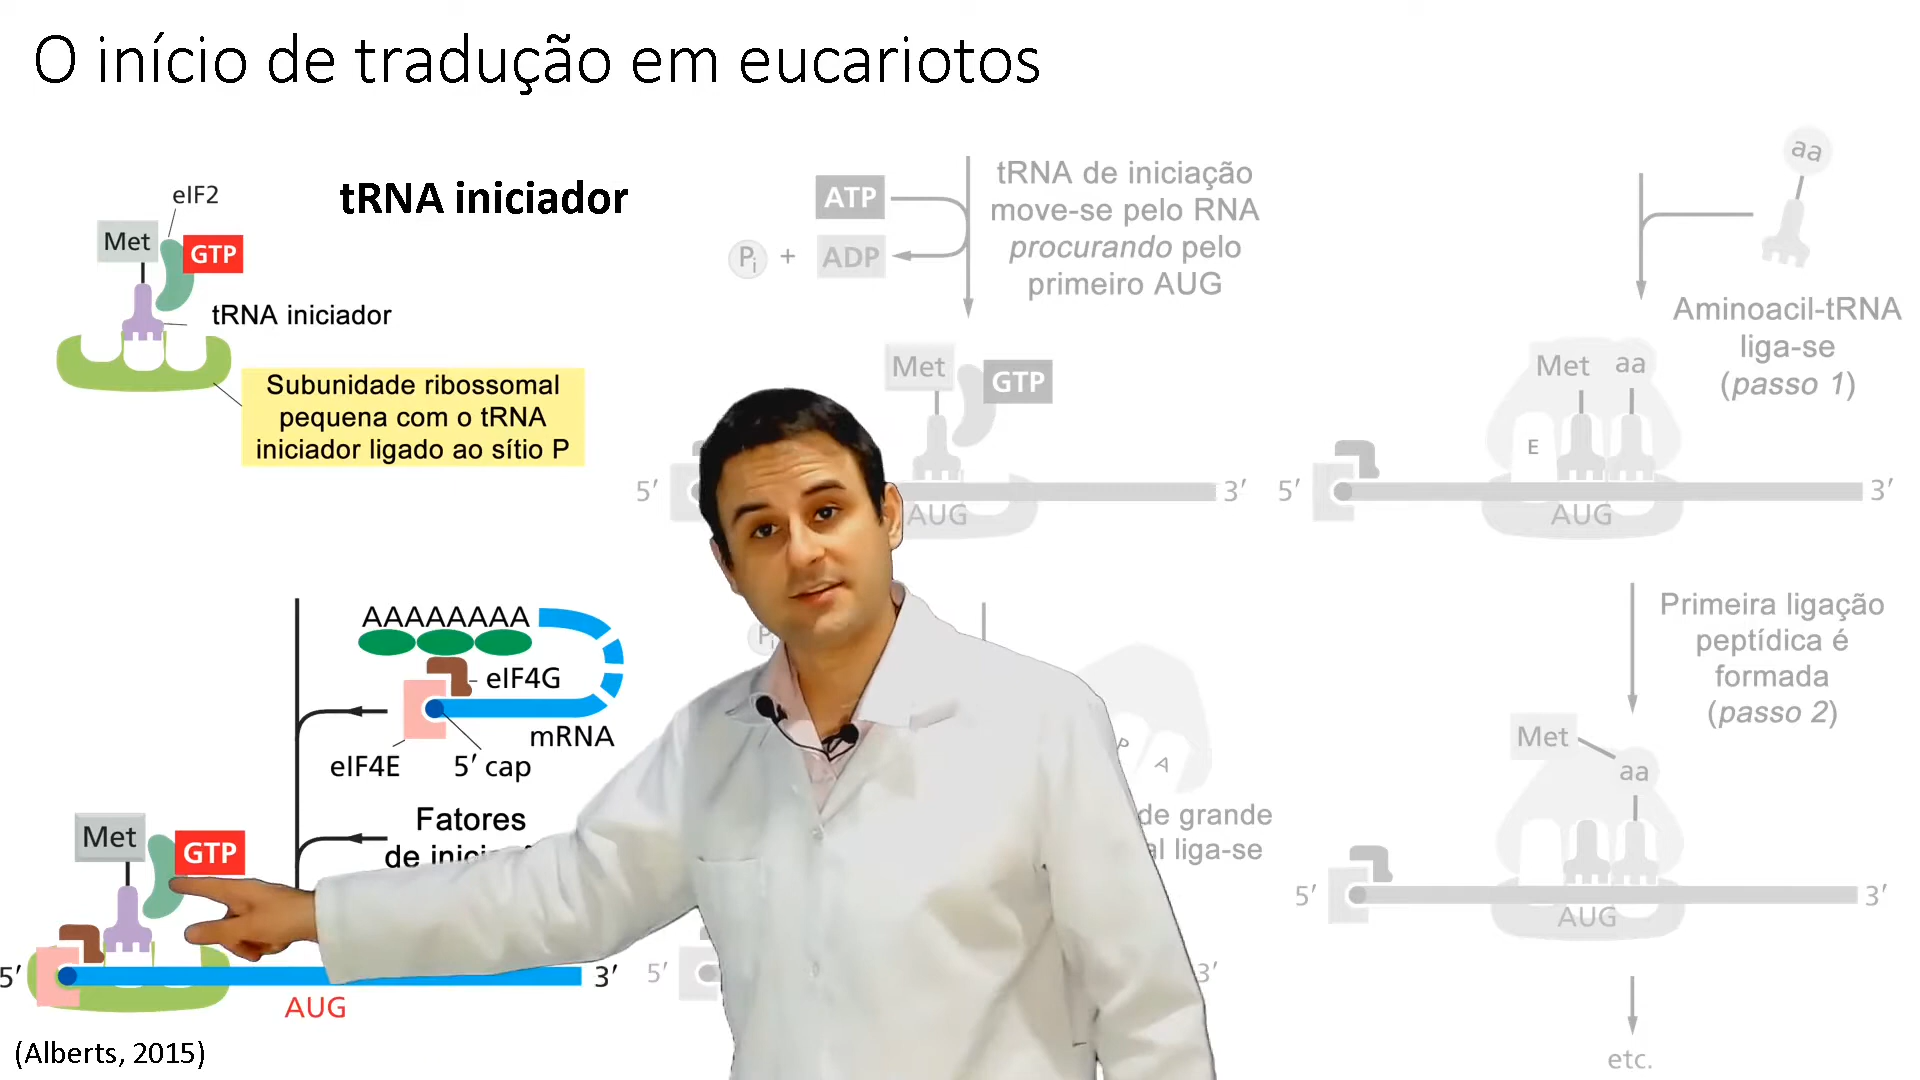 O início de tradução em eucariotos
eIF2
Met
GTP
tRNA iniciador
tRNA iniciador
Subunidade ribossomal
pequena com o tRNA
iniciador ligado ao sítio P
AAAAAAAA
eIF4G
mRNA
eIF4E
5′ cap
Fatores
Met
GTP
5′
3′
AUG
(Alberts, 2015)
ATP
Pi + ADP
tRNA de iniciação
move-se pelo RNA
procurando pelo
primeiro AUG
Met
GTP
5′
3′
AUG
Pi
P
A
de grande
al liga-se
5′
3′
aa
Aminoacil-tRNA
liga-se
(passo 1)
Met aa
E
5′
3′
AUG
Primeira ligação
peptídica é
formada
(passo 2)
Met
aa
5′
3′
AUG
etc.